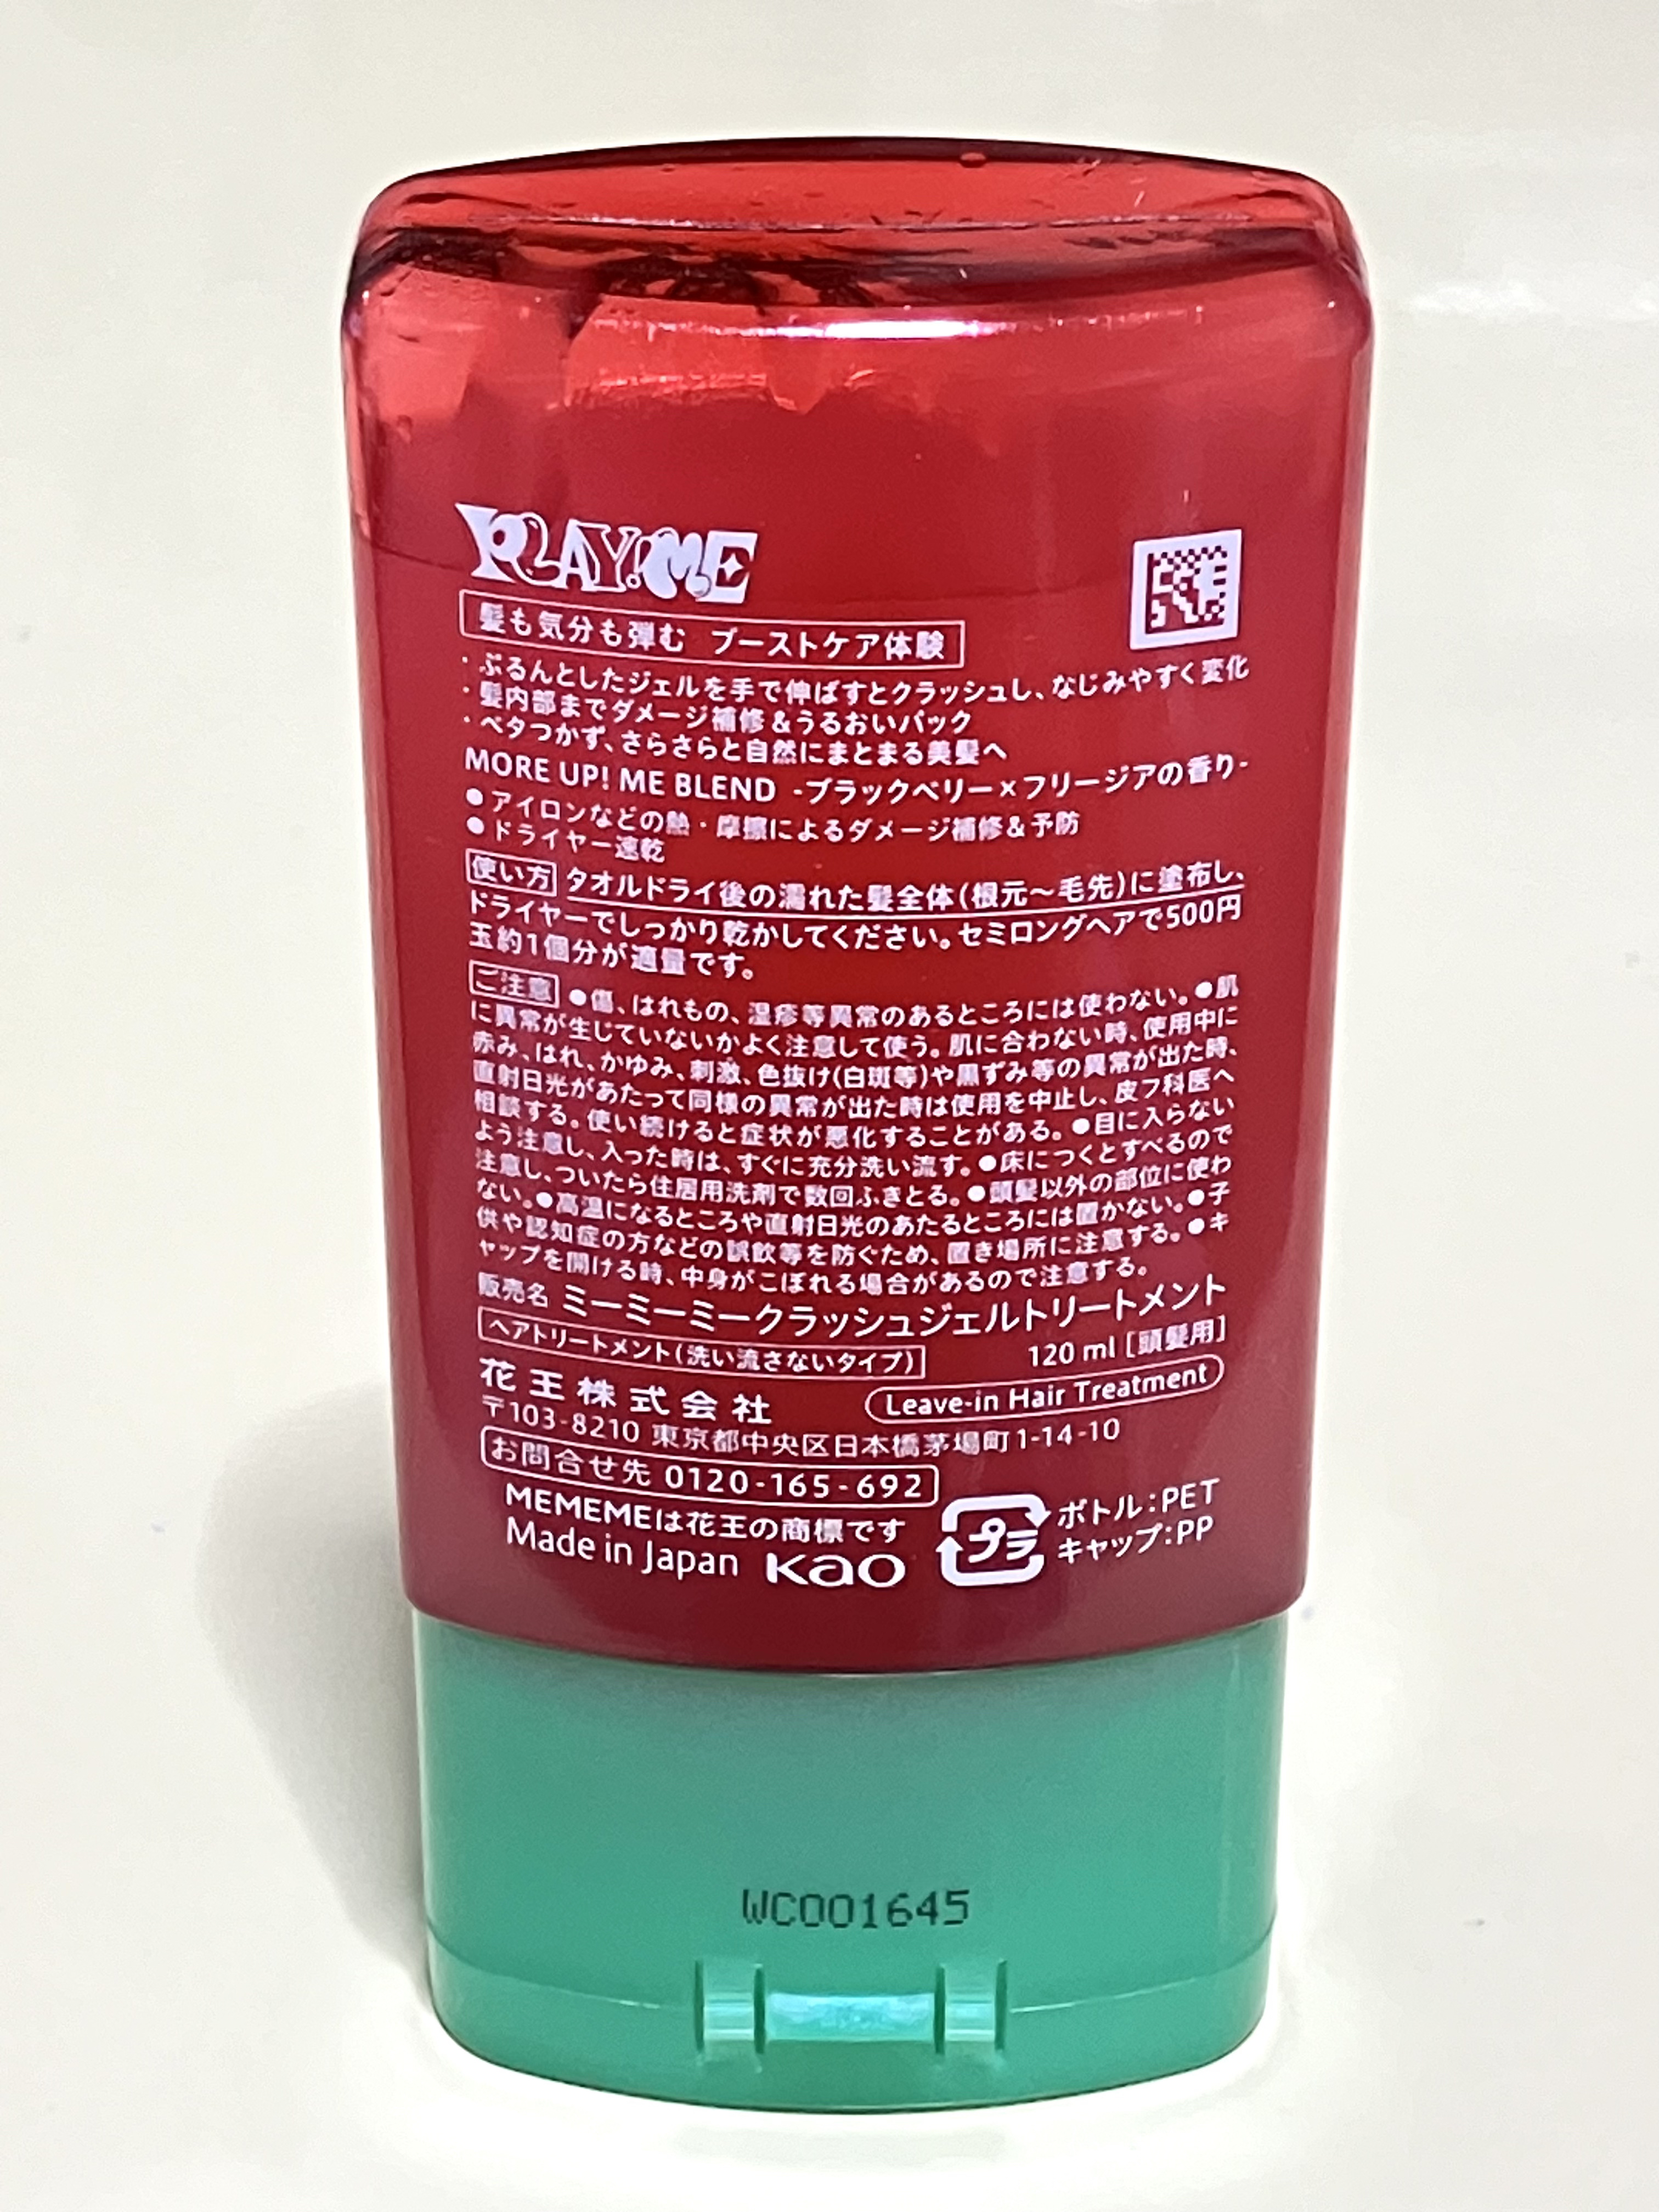 PLAY!ME
髪も気分も弾む ブーストケア体験
・ぷるんとしたジェルを手で伸ばすとクラッシュし、なじみやすく変化
・髪内部までダメージ補修&うるおいパック
・ベタつかず、さらさらと自然にまとまる美髪へ
MORE UP! ME BLEND -ブラックベリー×フリージアの香り-
●アイロンなどの熱・摩擦によるダメージ補修&予防
●ドライヤー速乾
使い方 タオルドライ後の濡れた髪全体(根元～毛先)に塗布し、
ドライヤーでしっかり乾かしてください。セミロングヘアで500円
玉約1個分が適量です。
ご注意 ●傷、はれもの、湿疹等異常のあるところには使わない。●肌
に異常が生じていないかよく注意して使う。肌に合わない時、使用中に
赤み、はれ、かゆみ、刺激、色抜け(白斑等)や黒ずみ等の異常が出た時、
直射日光があたって同様の異常が出た時は使用を中止し、皮フ科医へ
相談する。使い続けると症状が悪化することがある。●目に入らない
よう注意し、入った時は、すぐに充分洗い流す。●床につくとすべるので
注意し、ついたら住居用洗剤で数回ふきとる。●頭髪以外の部位に使わ
ない。●高温になるところや直射日光のあたるところには置かない。●子
供や認知症の方などの誤飲等を防ぐため、置き場所に注意する。●キ
ャップを開ける時、中身がこぼれる場合があるので注意する。
販売名 ミーミーミークラッシュジェルトリートメント
ヘアトリートメント(洗い流さないタイプ) 120 ml [頭髪用]
花王株式会社 Leave-in Hair Treatment
〒103-8210 東京都中央区日本橋茅場町1-14-10
お問合せ先 0120-165-692
MEMEMEは花王の商標です
Made in Japan Kao
プラ ボトル:PET
キャップ:PP
WC001645